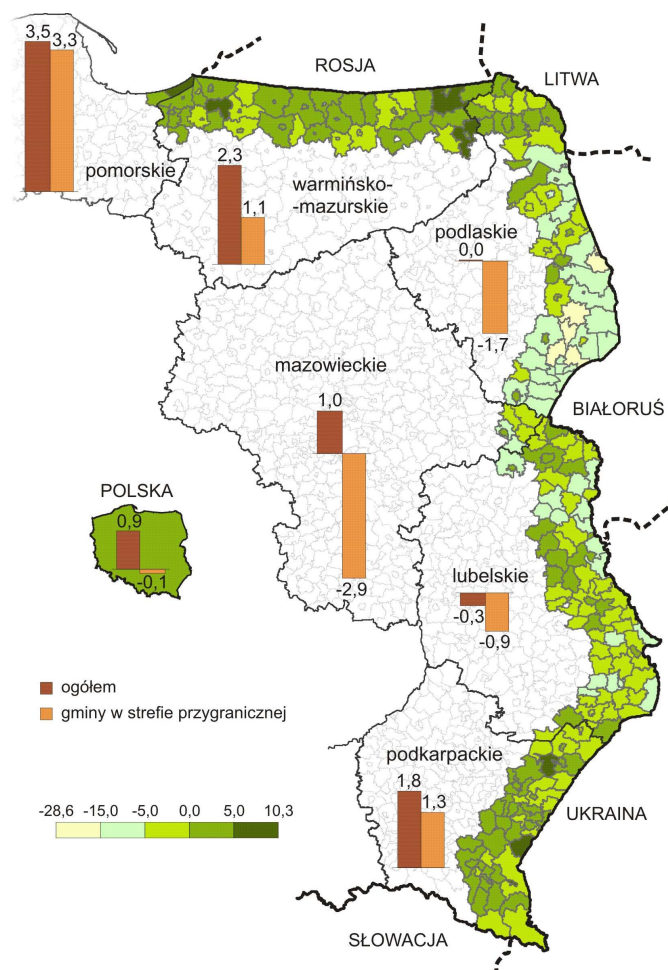 3,5
3,3
ROSJA
LITWA
pomorskie
2,3
1,1
warmińsko-
-mazurskie
podlaskie
0,0
-1,7
mazowieckie
1,0
-2,9
BIAŁORUŚ
POLSKA
0,9
-0,1
lubelskie
-0,3
-0,9
ogółem
gminy w strefie przygranicznej
podkarpackie
1,8
1,3
-28,6 -15,0 -5,0 0,0 5,0 10,3
UKRAINA
SŁOWACJA